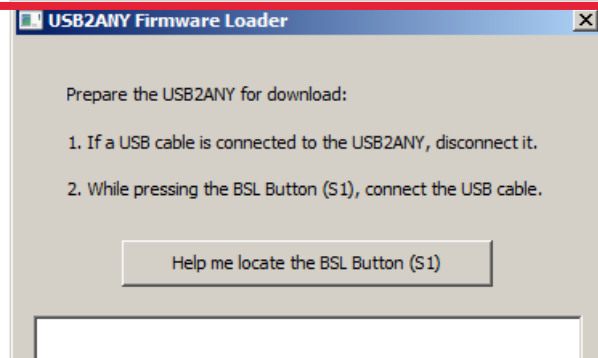 USB2ANY Firmware Loader
Prepare the USB2ANY for download:
1. If a USB cable is connected to the USB2ANY, disconnect it.
2. While pressing the BSL Button (S1), connect the USB cable.
Help me locate the BSL Button (S1)